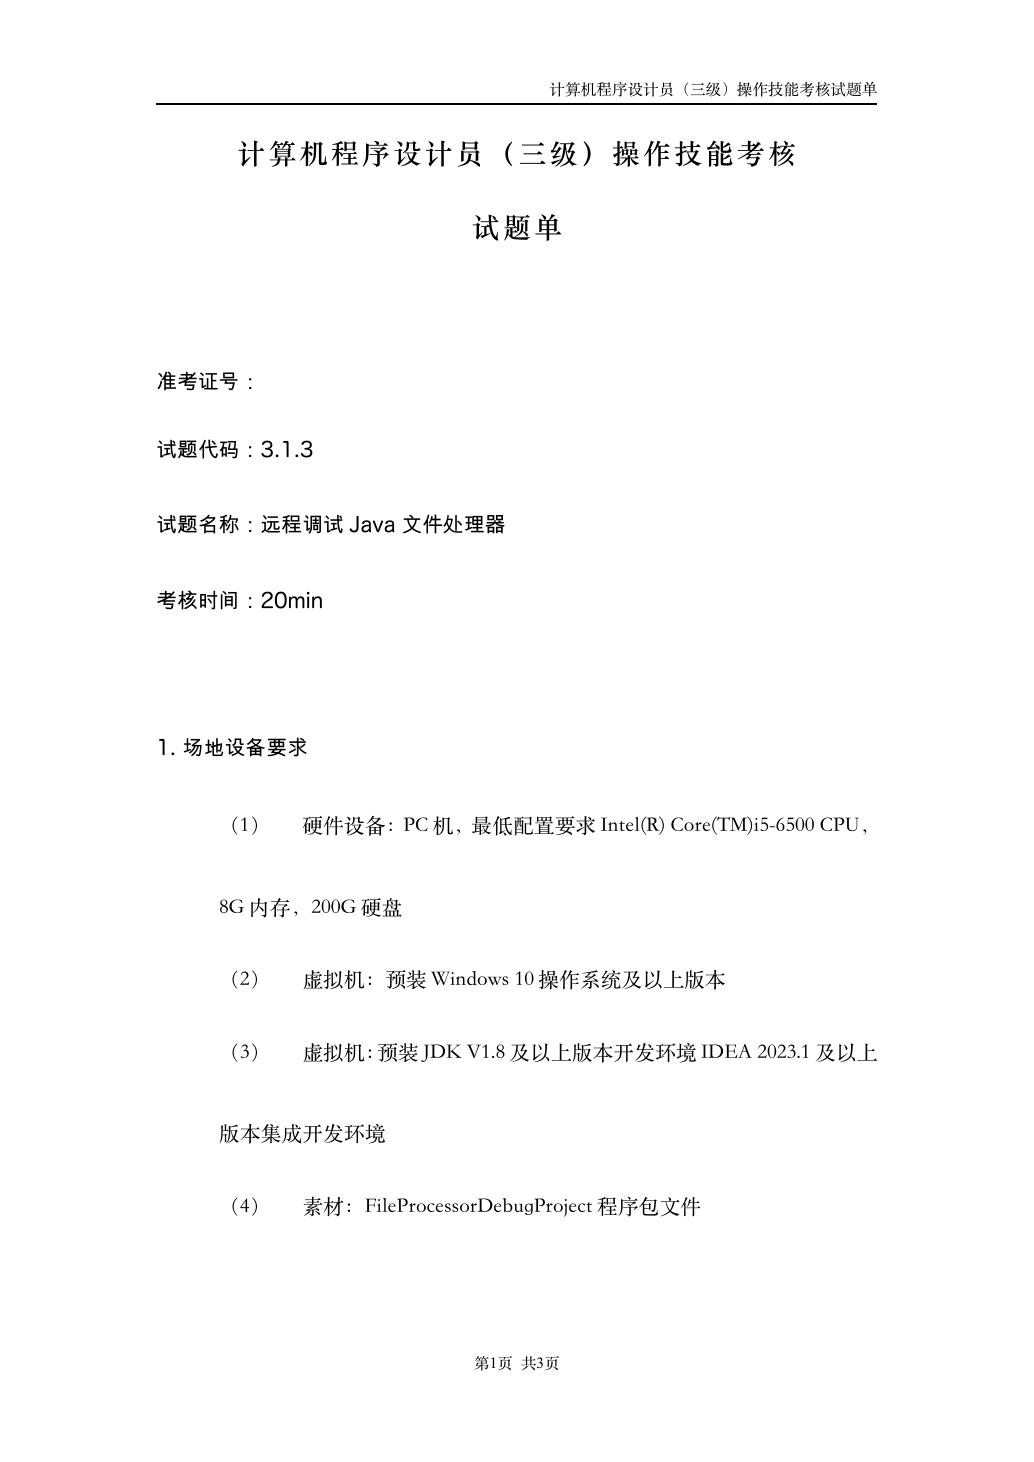 计算机程序设计员（三级）操作技能考核试题单
计算机程序设计员（三级）操作技能考核
试题单
准考证号：
试题代码：3.1.3
试题名称：远程调试 Java 文件处理器
考核时间：20min
1. 场地设备要求
（1） 硬件设备：PC 机，最低配置要求 Intel(R) Core(TM)i5-6500 CPU，
8G 内存，200G 硬盘
（2） 虚拟机：预装 Windows 10 操作系统及以上版本
（3） 虚拟机：预装 JDK V1.8 及以上版本开发环境 IDEA 2023.1 及以上
版本集成开发环境
（4） 素材：FileProcessorDebugProject 程序包文件
第1页 共3页